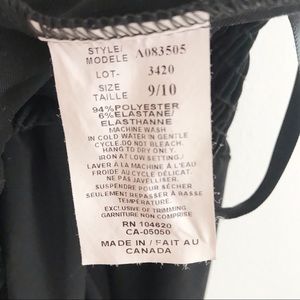 STYLE/ A083505
MODELE
LOT- 3420
SIZE 9/10
TAILLE
94% POLYESTER
6% ELASTANE/
ELASTHANNE
MACHINE WASH
IN COLD WATER IN GENTLE
CYCLE.DO NOT BLEACH.
HANG TO DRY ONLY.
IRON AT LOW SETTING.
LAVER A LA MACHINE A L'EAU
FROIDE AU CYCLE DELICAT.
NE PAS JAVELLISER.
SUSPENDRE POUR SÉCHER
SEULEMENT.REPASSER À BASSE
TEMPÉRATURE.
EXCLUSIVE OF TRIMMING
GARNITURE NON COMPRISE
RN 104620
CA-05050
MADE IN / FAIT AU
CANADA